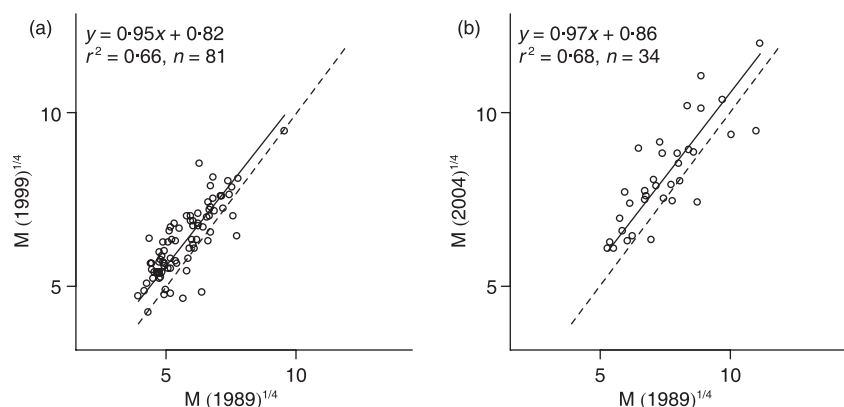 (a)
y = 0·95x + 0·82
r² = 0·66, n = 81
10
5
M (1999)¹/⁴
5
10
M (1989)¹/⁴
(b)
y = 0·97x + 0·86
r² = 0·68, n = 34
10
5
M (2004)¹/⁴
5
10
M (1989)¹/⁴